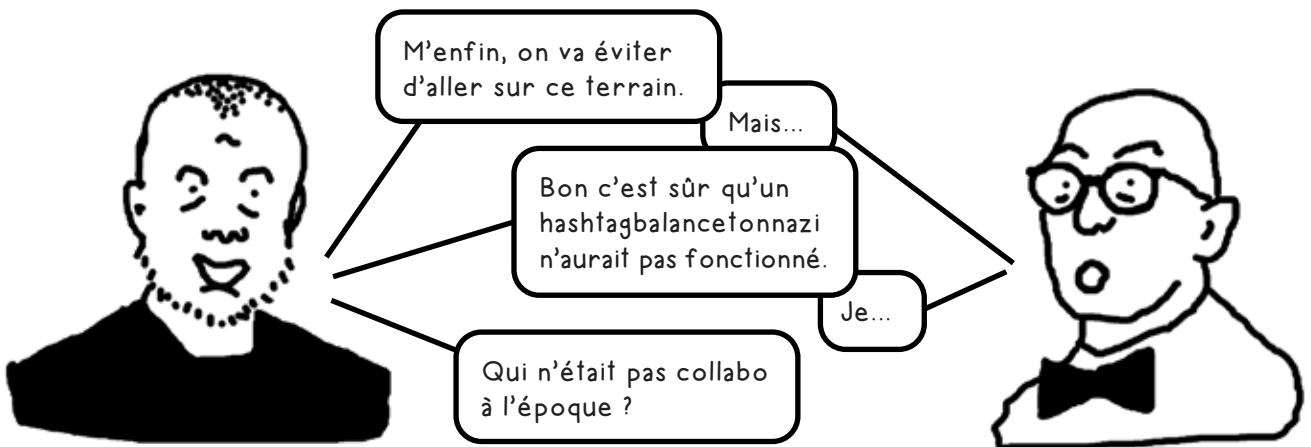 M'enfin, on va éviter
d'aller sur ce terrain.
Mais...
Bon c'est sûr qu'un
hashtagbalancetonnazi
n'aurait pas fonctionné.
Je...
Qui n'était pas collabo
à l'époque ?